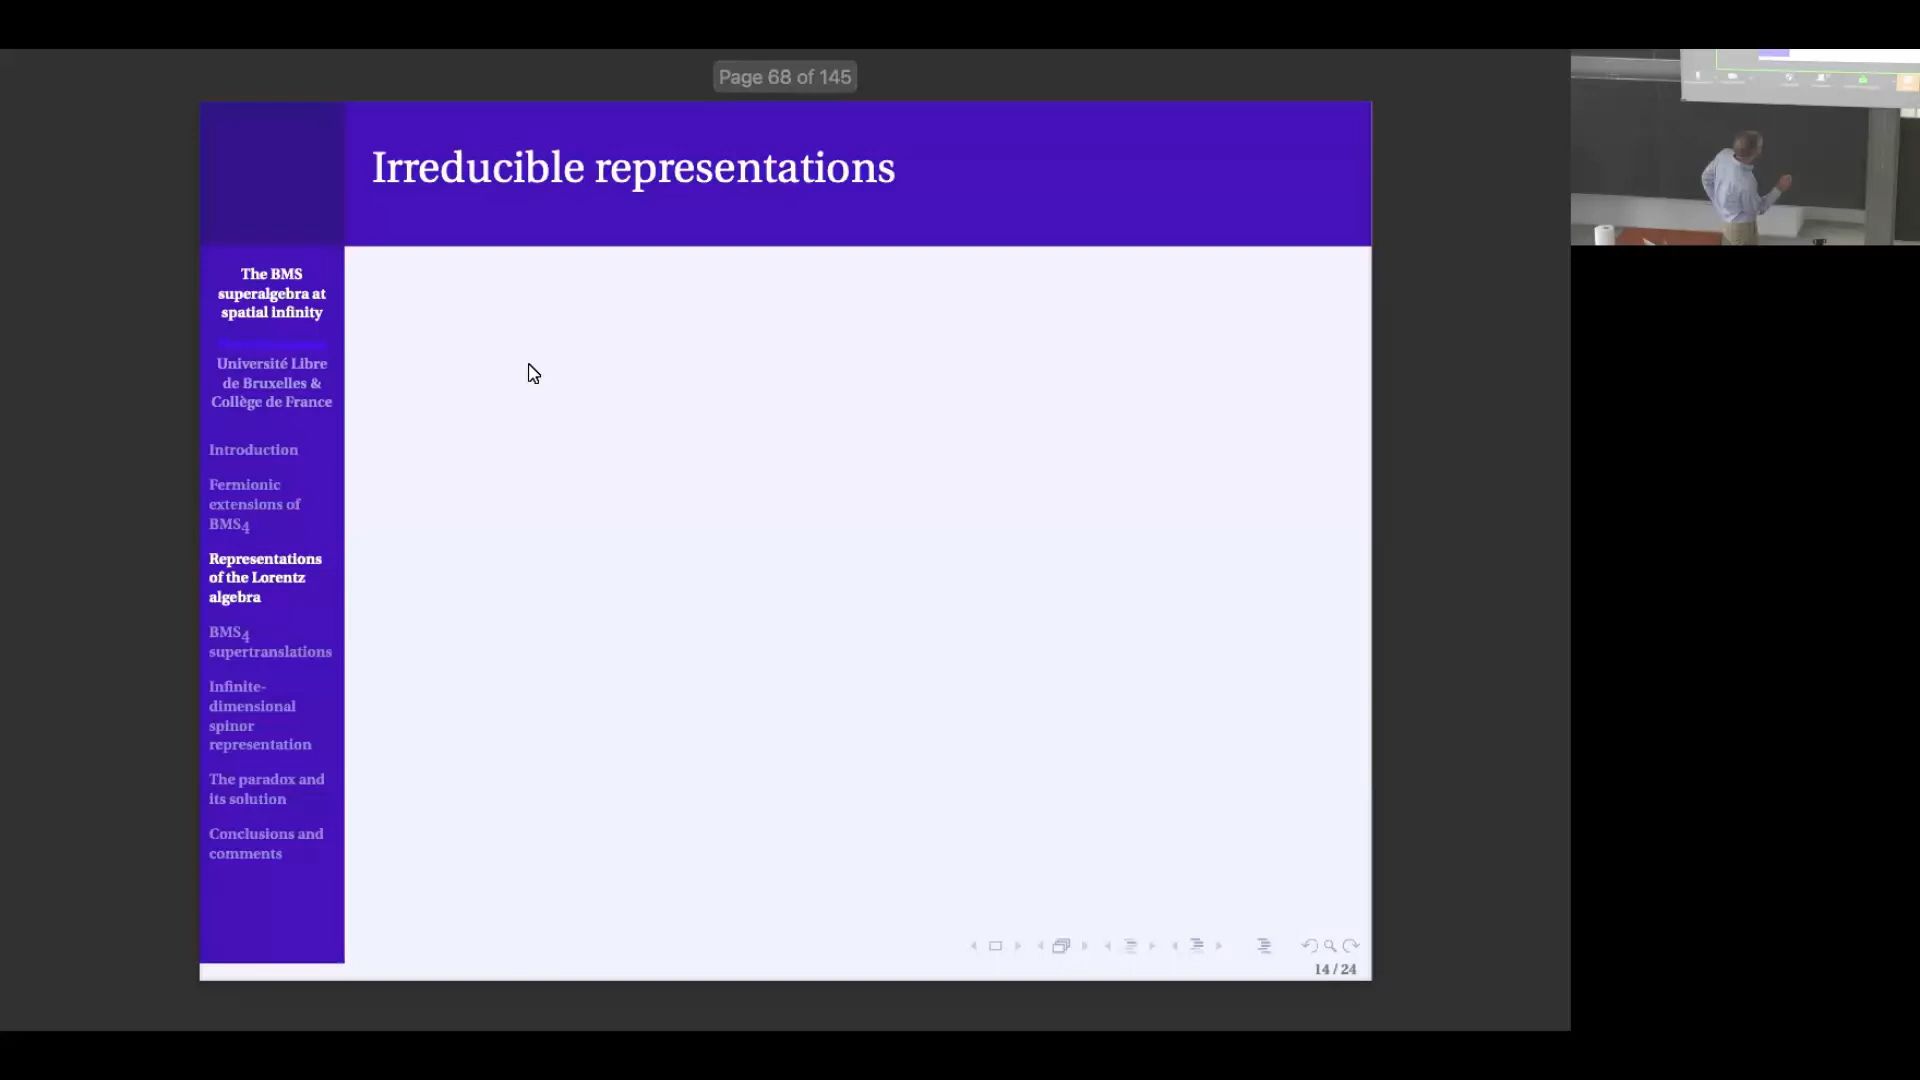 Page 68 of 145
Irreducible representations
The BMS
superalgebra at
spatial infinity
Université Libre
de Bruxelles &
Collège de France
Introduction
Fermionic
extensions of
BMS4
Representations
of the Lorentz
algebra
BMS4
supertranslations
Infinite-
dimensional
spinor
representation
The paradox and
its solution
Conclusions and
comments
14 / 24